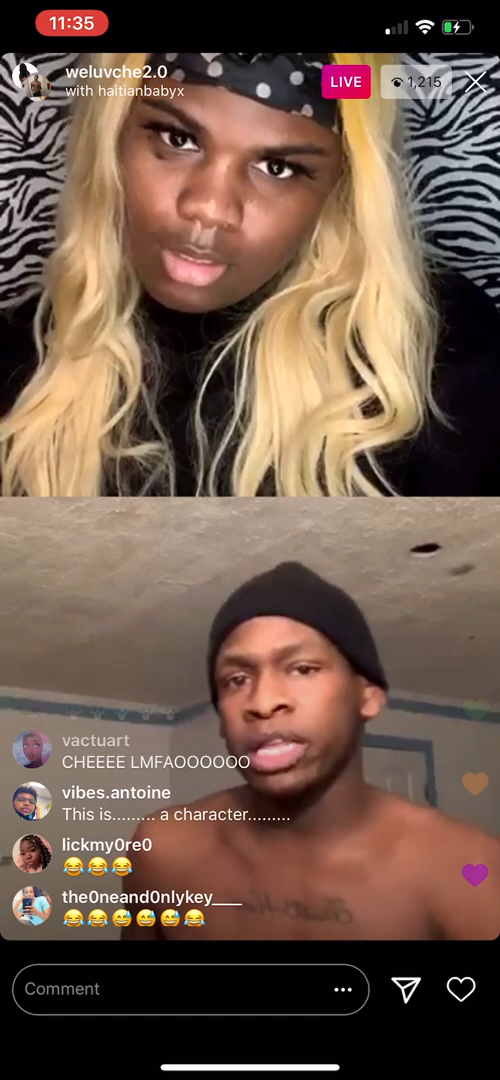 11:35
weluvche2.0
with haitianbabyx
LIVE
1,215
vactuart
CHEEEE LMFAOOOOOO
vibes.antoine
This is......... a character.........
lickmy0re0
😂😂😂
the0neand0nlykey___
😂😂😅😅😅😂
Comment